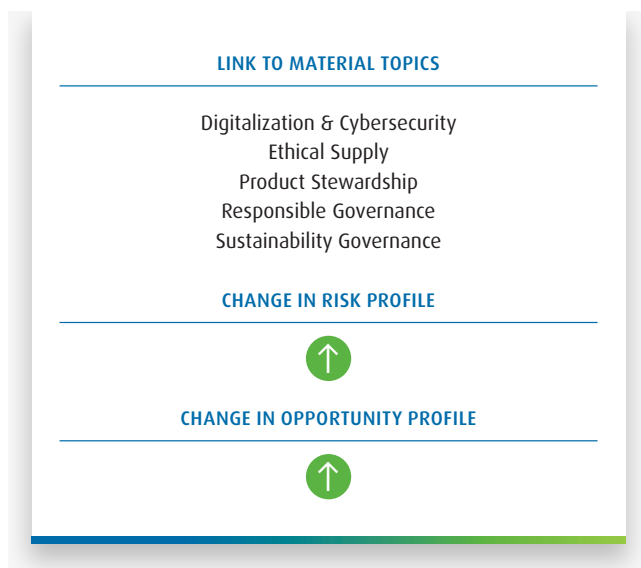 LINK TO MATERIAL TOPICS
Digitalization & Cybersecurity
Ethical Supply
Product Stewardship
Responsible Governance
Sustainability Governance
CHANGE IN RISK PROFILE
CHANGE IN OPPORTUNITY PROFILE